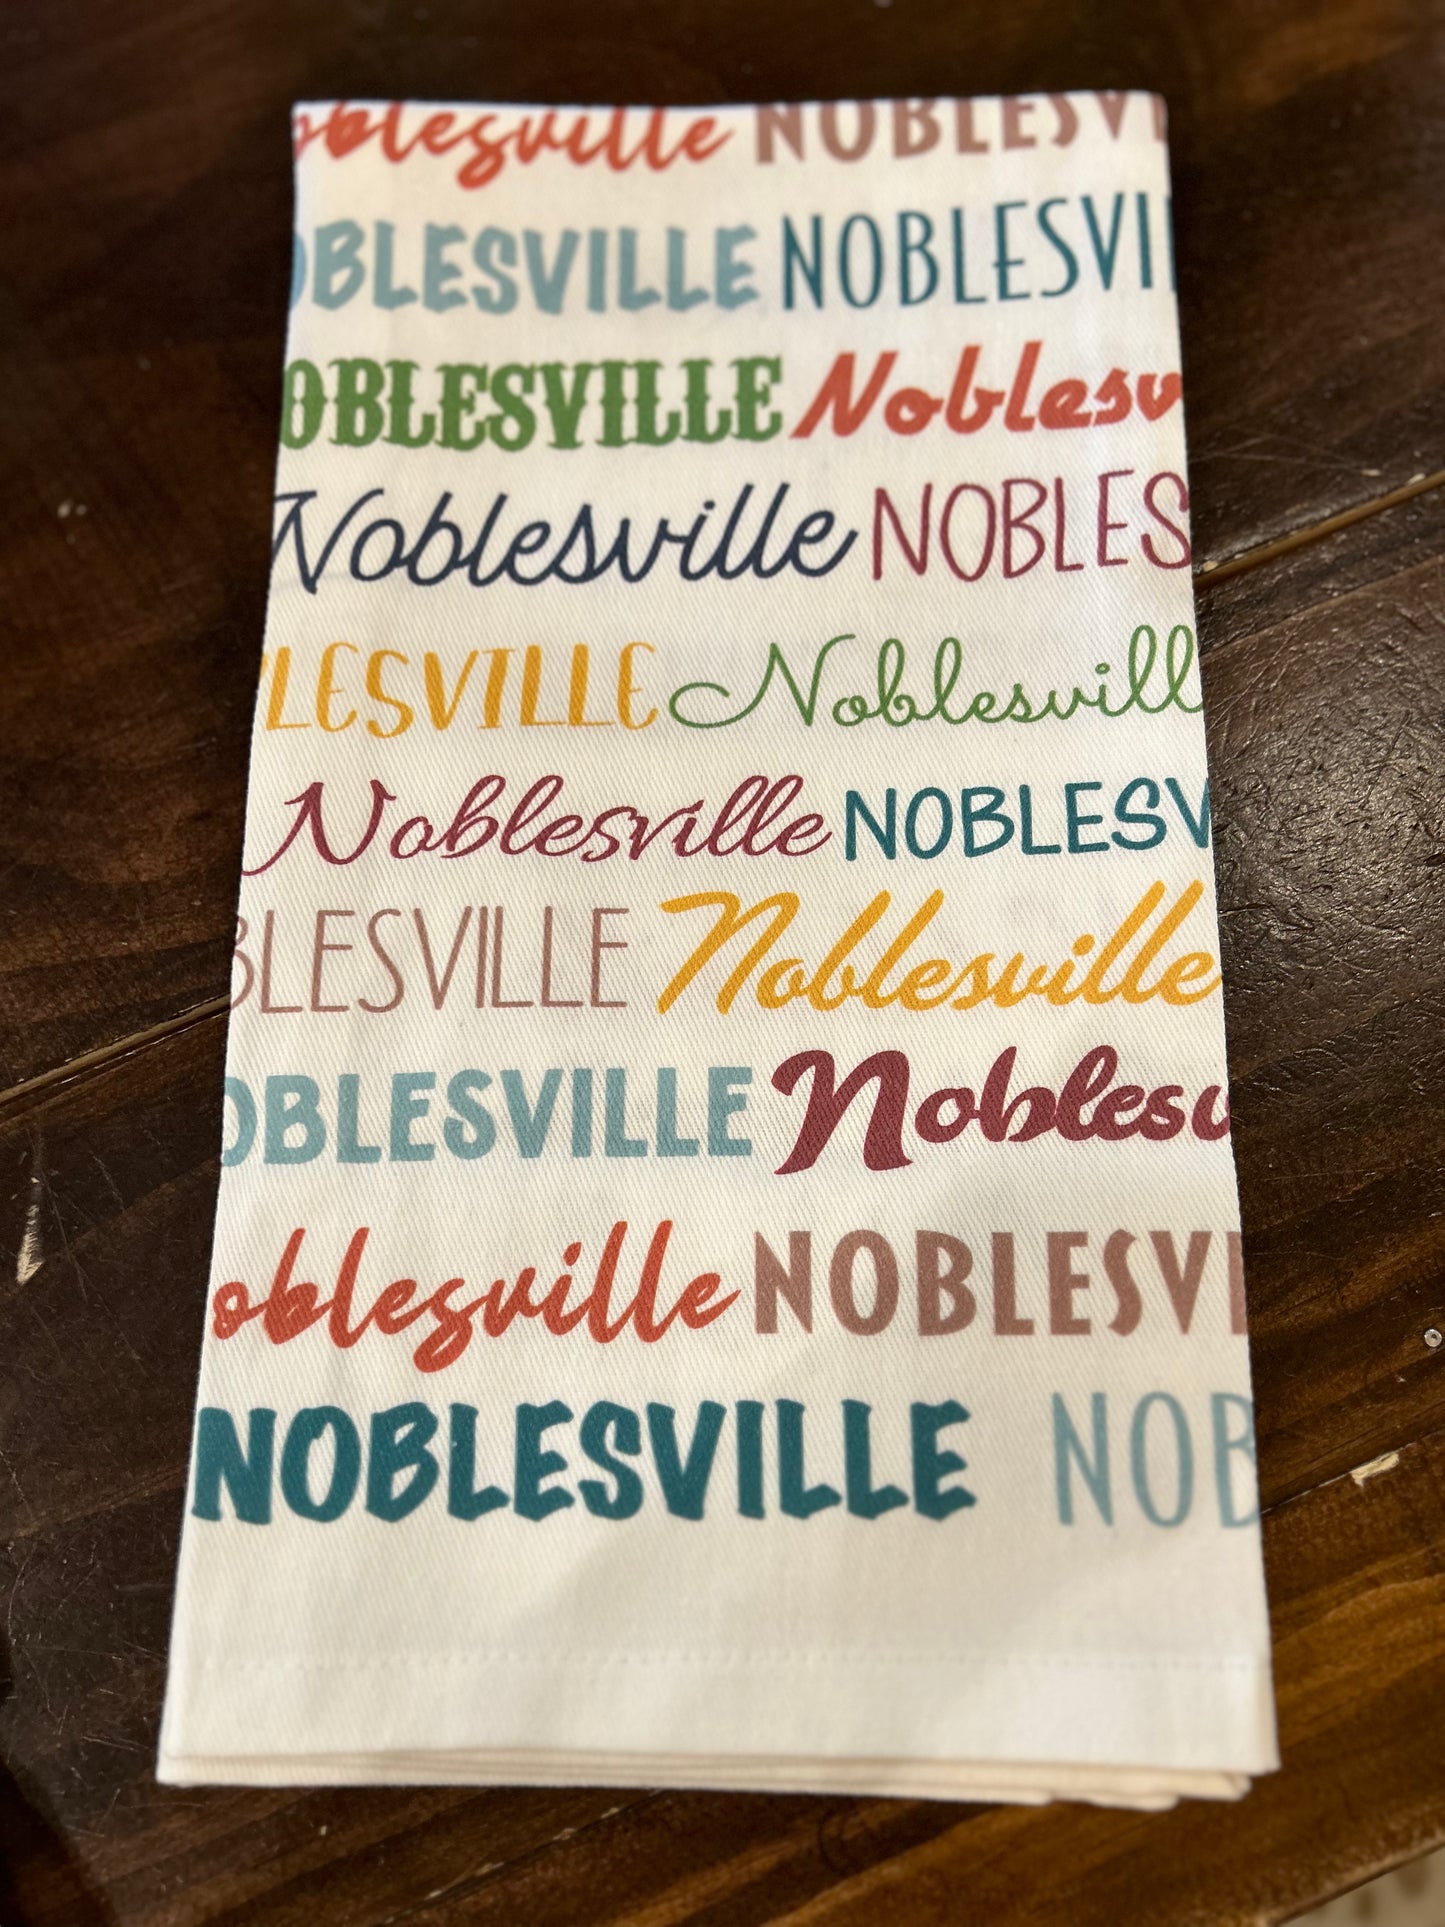 oblesville NOBLESV
OBLESVILLE NOBLESVI
OBLESVILLE Noblesv
Noblesville NOBLES
LESVILLE Noblesvill
Noblesville NOBLESV
BLESVILLE Noblesville
OBLESVILLE Noblesv
oblesville NOBLESVI
NOBLESVILLE NOB